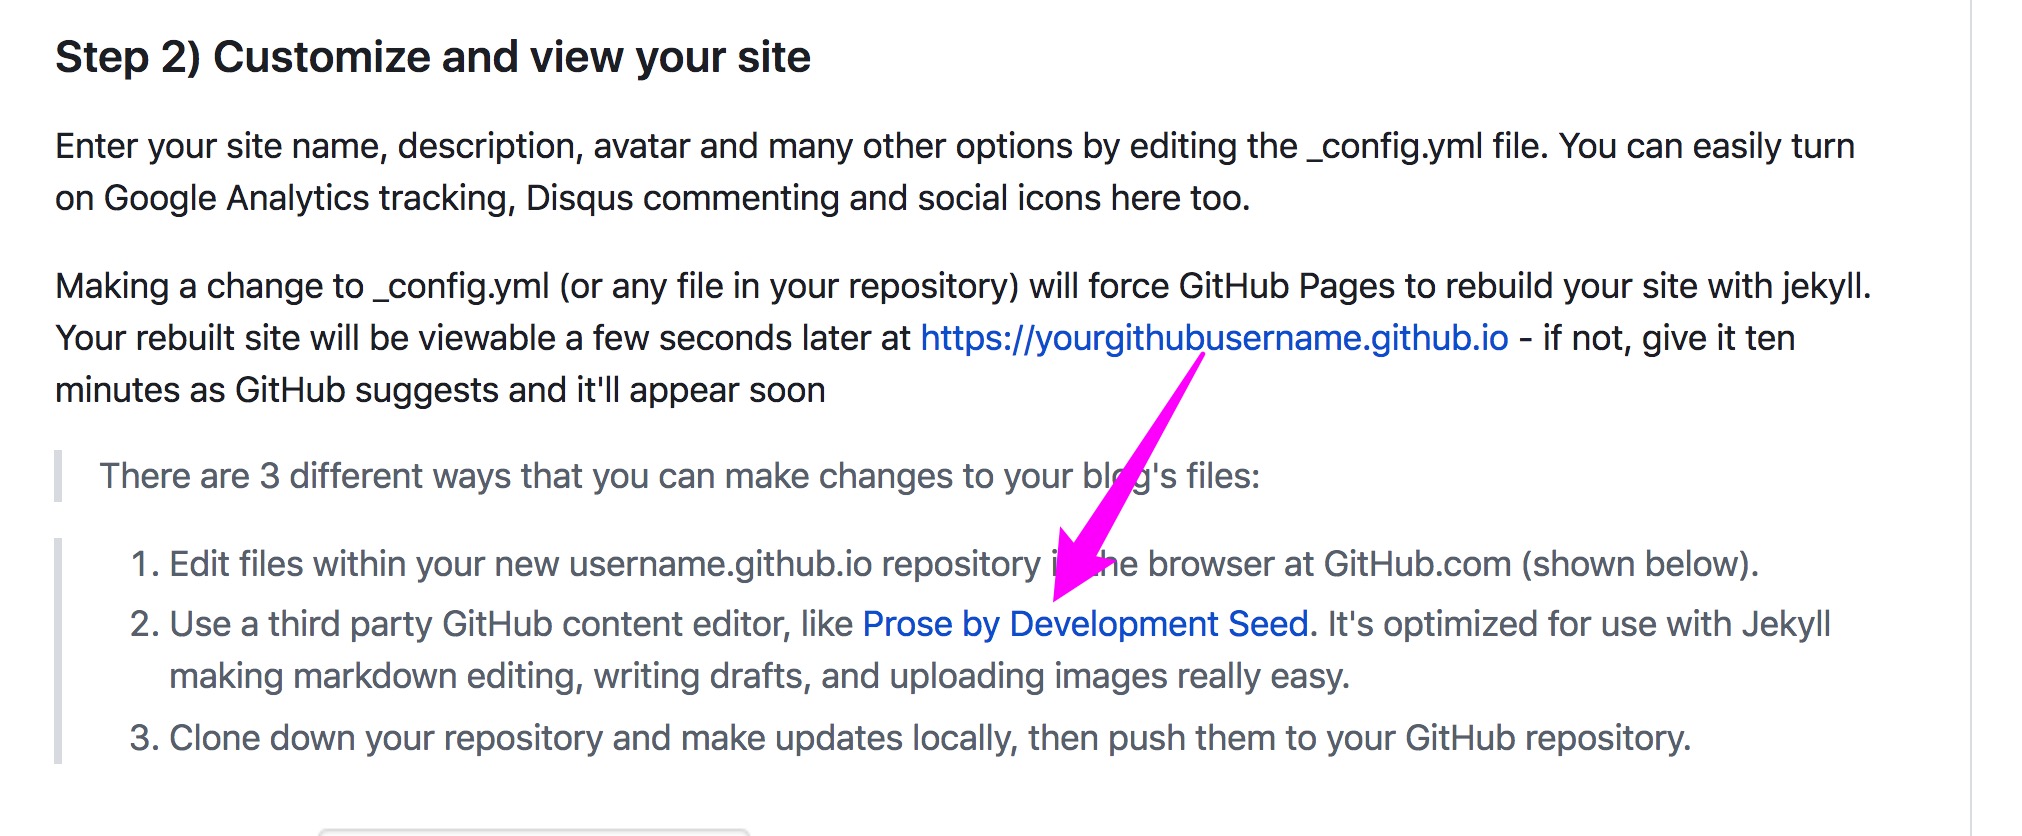 Step 2) Customize and view your site
Enter your site name, description, avatar and many other options by editing the _config.yml file. You can easily turn
on Google Analytics tracking, Disqus commenting and social icons here too.
Making a change to _config.yml (or any file in your repository) will force GitHub Pages to rebuild your site with jekyll.
Your rebuilt site will be viewable a few seconds later at https://yourgithubusername.github.io - if not, give it ten
minutes as GitHub suggests and it'll appear soon
There are 3 different ways that you can make changes to your blog's files:
1. Edit files within your new username.github.io repository in the browser at GitHub.com (shown below).
2. Use a third party GitHub content editor, like Prose by Development Seed. It's optimized for use with Jekyll
making markdown editing, writing drafts, and uploading images really easy.
3. Clone down your repository and make updates locally, then push them to your GitHub repository.